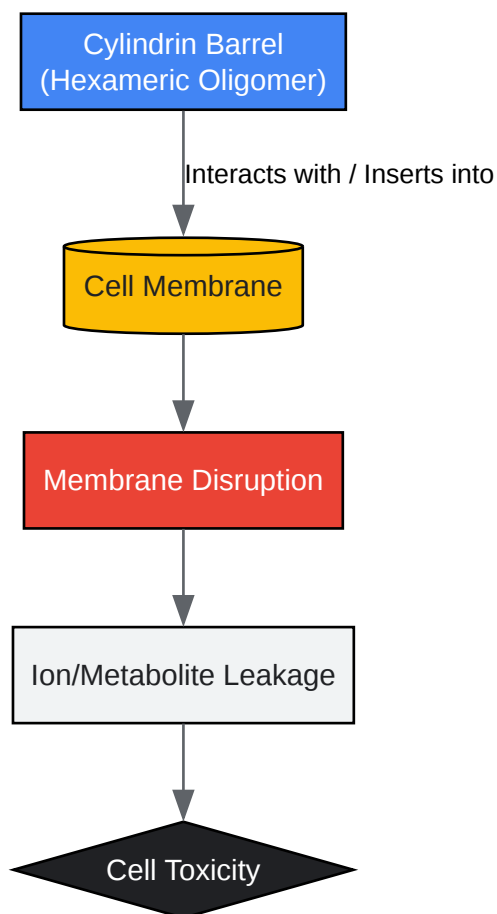 Cylindrin Barrel
(Hexameric Oligomer)
Interacts with / Inserts into
Cell Membrane
Membrane Disruption
Ion/Metabolite Leakage
Cell Toxicity